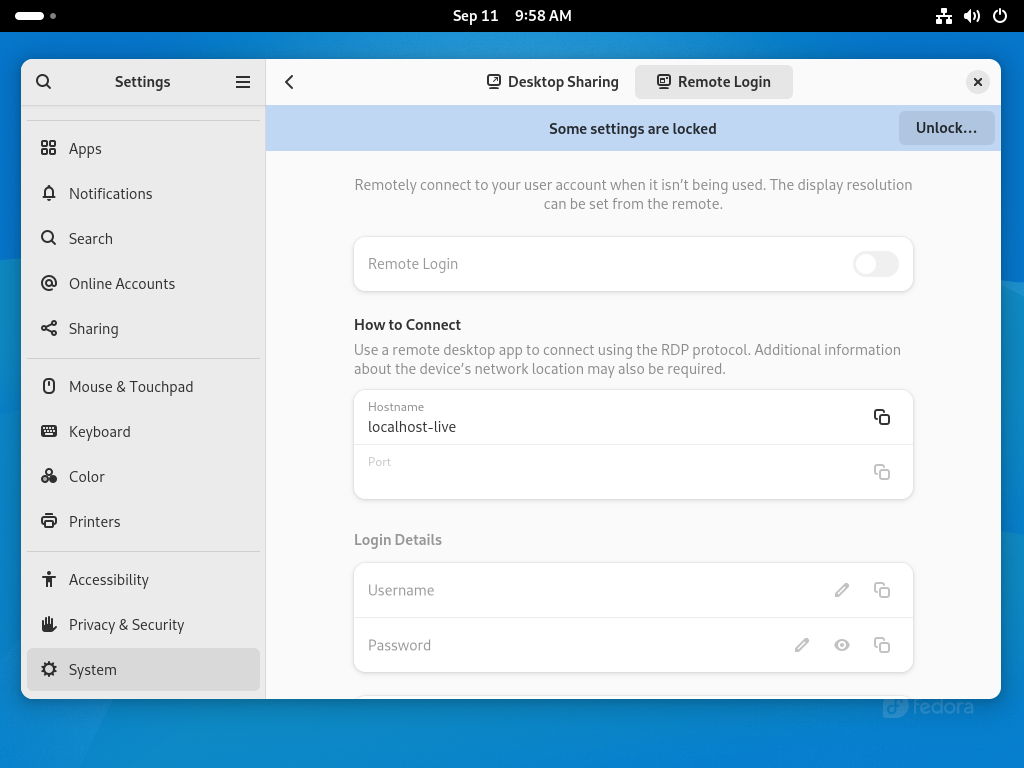 Sep 11 9:58 AM
Settings
Desktop Sharing
Remote Login
Some settings are locked
Unlock…
Apps
Notifications
Search
Online Accounts
Sharing
Mouse & Touchpad
Keyboard
Color
Printers
Accessibility
Privacy & Security
System
Remotely connect to your user account when it isn’t being used. The display resolution
can be set from the remote.
Remote Login
How to Connect
Use a remote desktop app to connect using the RDP protocol. Additional information
about the device’s network location may also be required.
Hostname
localhost-live
Port
Login Details
Username
Password
fedora